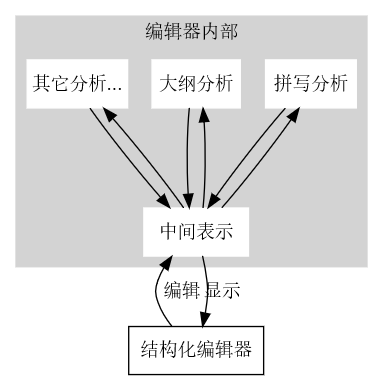 编辑器内部
其它分析...
大纲分析
拼写分析
中间表示
编辑
显示
结构化编辑器